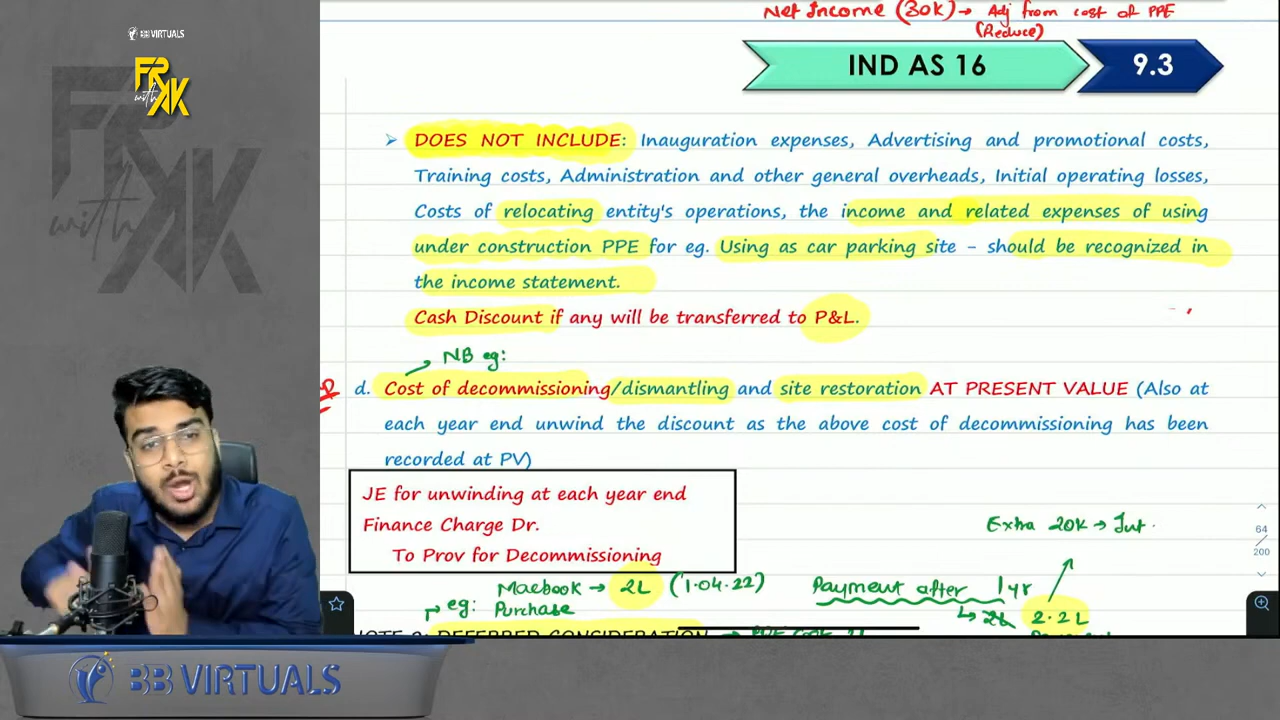 Net Income (30k) → Adj from cost of PPE
(Reduce)
BB VIRTUALS
FR
with
AK
IND AS 16
9.3
FR
with
AK
➢ DOES NOT INCLUDE: Inauguration expenses, Advertising and promotional costs,
Training costs, Administration and other general overheads, Initial operating losses,
Costs of relocating entity's operations, the income and related expenses of using
under construction PPE for eg. Using as car parking site - should be recognized in
the income statement.
Cash Discount if any will be transferred to P&L.
→ NB eg:
d. Cost of decommissioning/dismantling and site restoration AT PRESENT VALUE (Also at
each year end unwind the discount as the above cost of decommissioning has been
recorded at PV)
JE for unwinding at each year end
Finance Charge Dr.
To Prov for Decommissioning
Extra 20k → Int.
64
200
eg: Macbook → 2L (1.04.22) Payment after 1yr
Purchase
↳ 2L 2.2L
DEFERRED CONSIDERATION
BB VIRTUALS